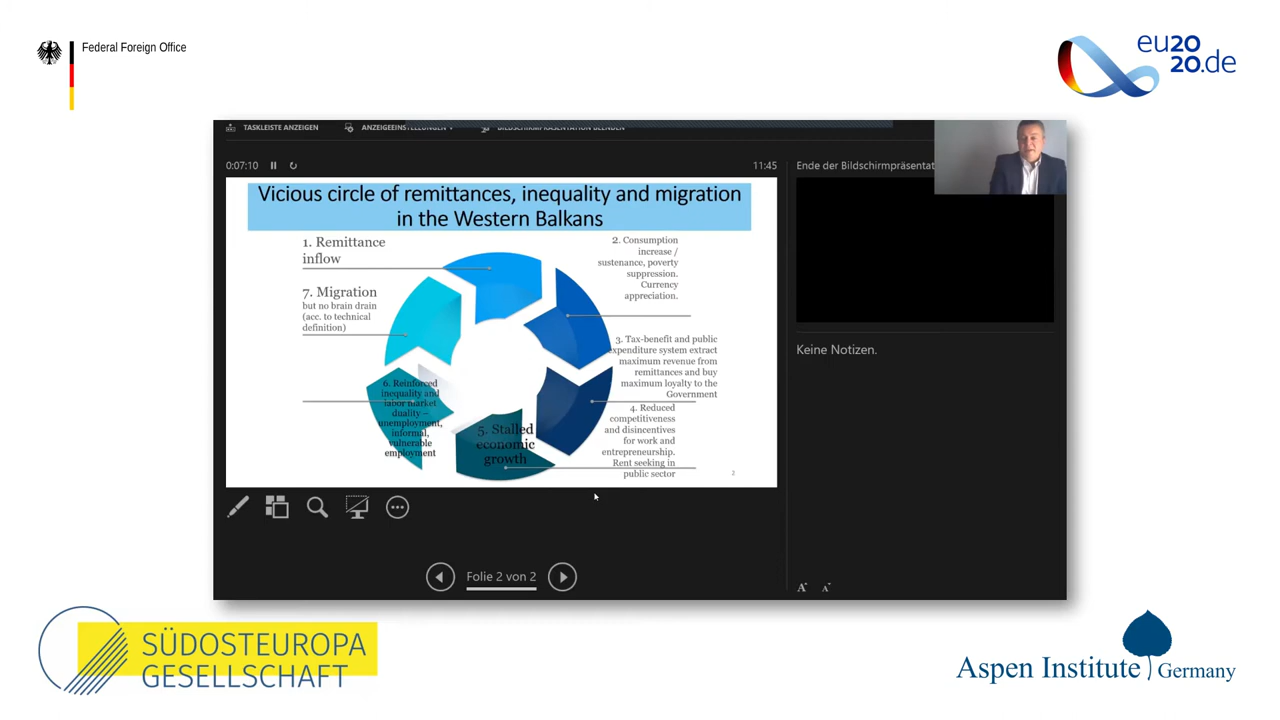 Federal Foreign Office
eu20
20.de
TASKLEISTE ANZEIGEN
ANZEIGEEINSTELLUNGEN
BILDSCHIRMPRÄSENTATION BEENDEN
0:07:10
11:45
Ende der Bildschirmpräsentat
Vicious circle of remittances, inequality and migration
in the Western Balkans
1. Remittance
inflow
2. Consumption
increase /
sustenance, poverty
suppression.
Currency
appreciation.
7. Migration
but no brain drain
(acc. to technical
definition)
3. Tax-benefit and public
expenditure system extract
maximum revenue from
remittances and buy
maximum loyalty to the
Government
6. Reinforced
inequality and
labor market
duality –
unemployment,
informal,
vulnerable
employment
5. Stalled
economic
growth
4. Reduced
competitiveness
and disincentives
for work and
entrepreneurship.
Rent seeking in
public sector
2
Keine Notizen.
Folie 2 von 2
A A
SÜDOSTEUROPA
GESELLSCHAFT
Aspen Institute Germany